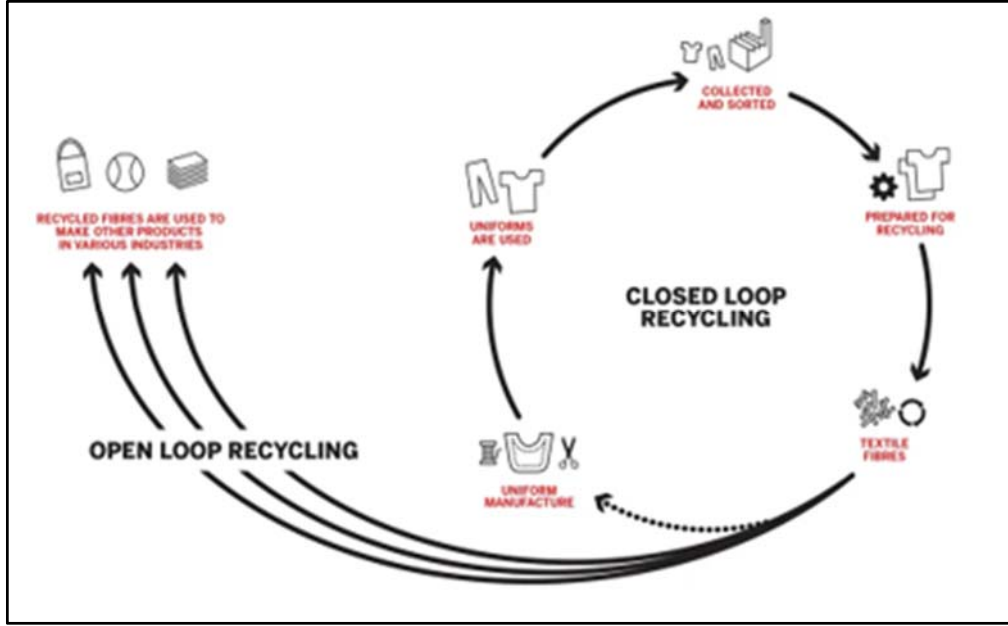 COLLECTED
AND SORTED
PREPARED FOR
RECYCLING
TEXTILE
FIBRES
UNIFORM
MANUFACTURE
UNIFORMS
ARE USED
CLOSED LOOP
RECYCLING
OPEN LOOP RECYCLING
RECYCLED FIBRES ARE USED TO
MAKE OTHER PRODUCTS
IN VARIOUS INDUSTRIES